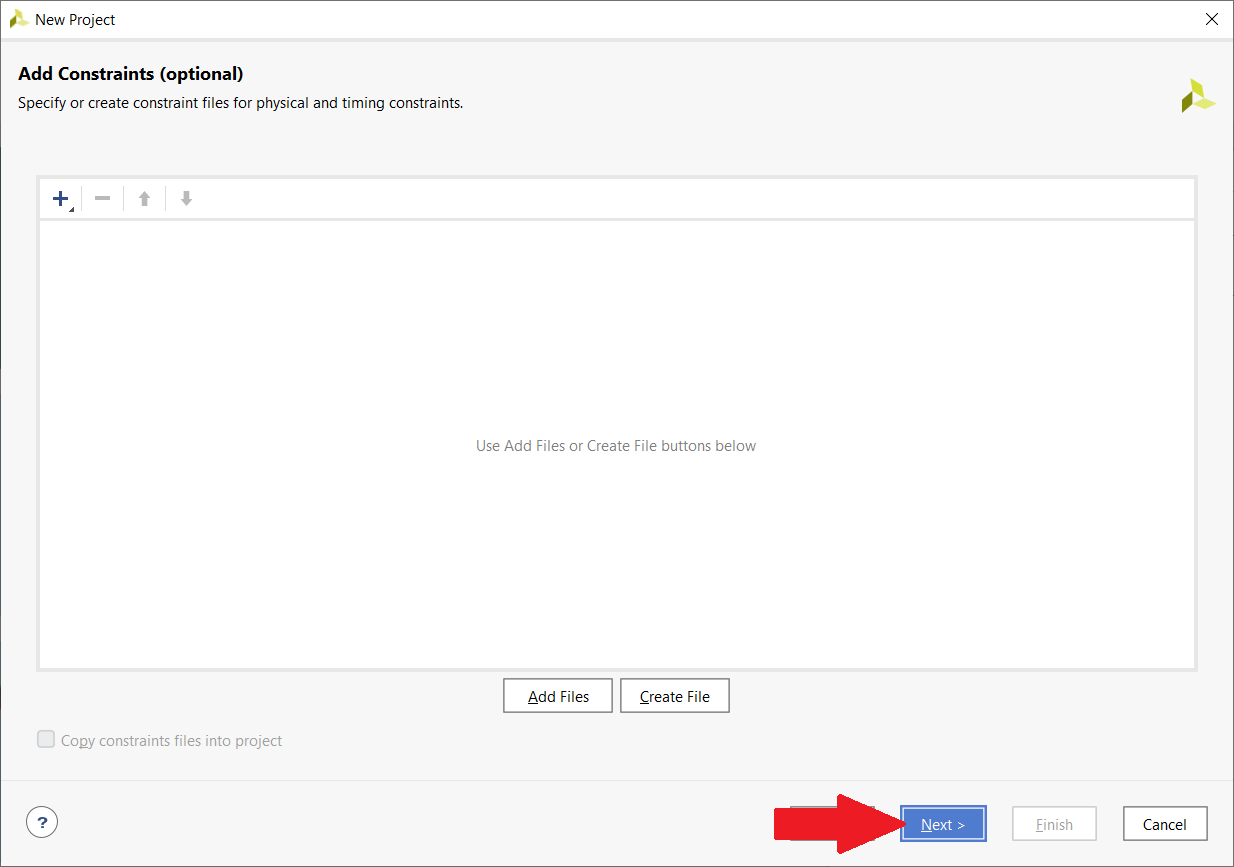 New Project
Add Constraints (optional)
Specify or create constraint files for physical and timing constraints.
Use Add Files or Create File buttons below
Add Files
Create File
Copy constraints files into project
?
Next >
Finish
Cancel